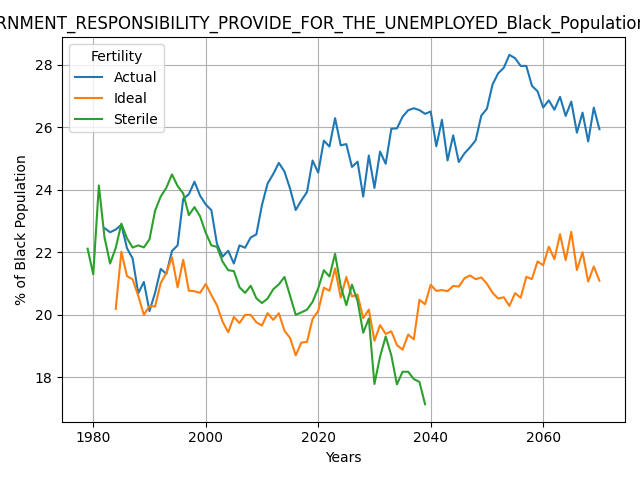 RNMENT_RESPONSIBILITY_PROVIDE_FOR_THE_UNEMPLOYED_Black_Population
Fertility
Actual
Ideal
Sterile
% of Black Population
28
26
24
22
20
18
1980 2000 2020 2040 2060
Years